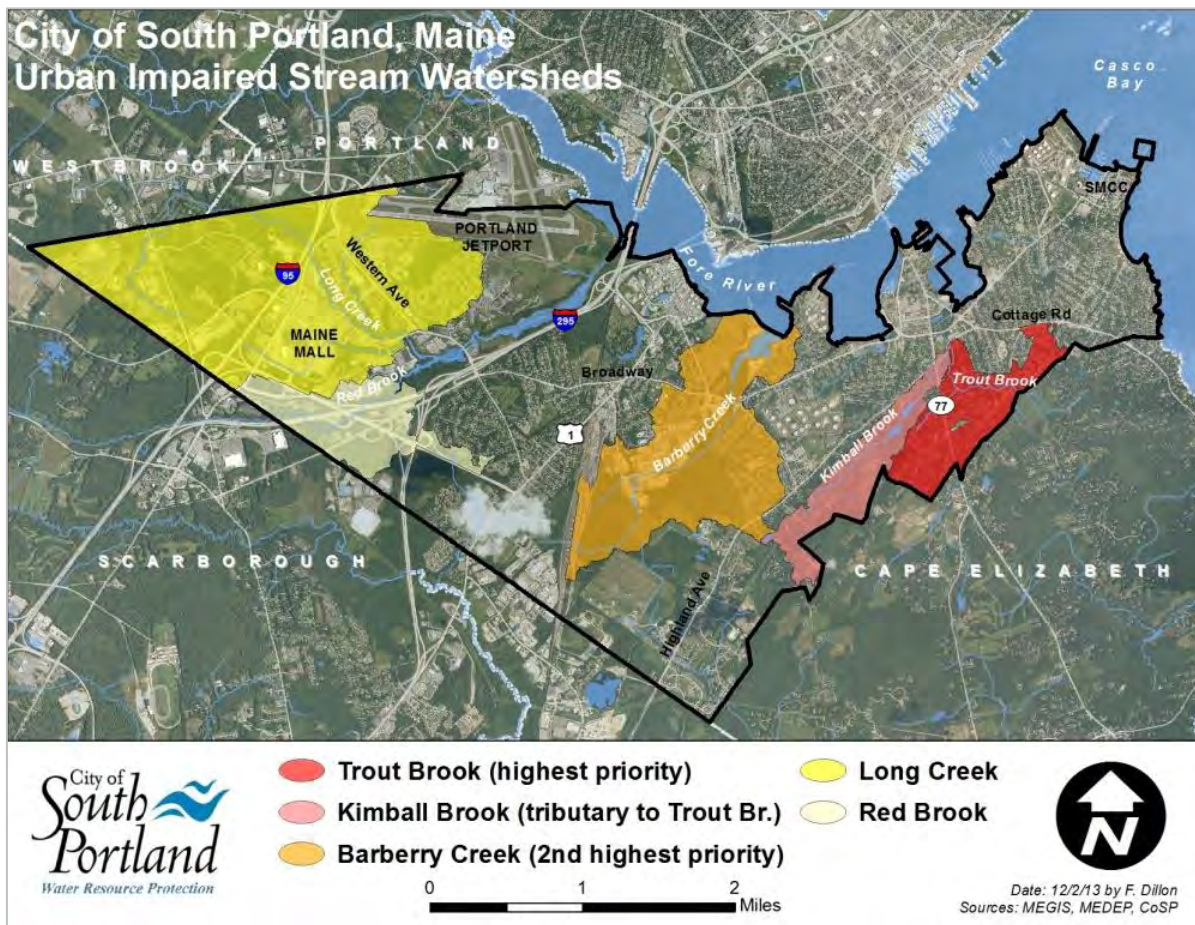 City of South Portland, Maine
Urban Impaired Stream Watersheds
Casco
Bay
WESTBROOK
PORTLAND
SMCC
PORTLAND
JETPORT
Western Ave
95
Long Creek
Fore River
295
Cottage Rd
MAINE
MALL
Red Brook
Broadway
Trout Brook
77
1
Barberry Creek
Kimball Brook
SCARBOROUGH
CAPE ELIZABETH
Highland Ave
City of
South
Portland
Water Resource Protection
Trout Brook (highest priority)
Kimball Brook (tributary to Trout Br.)
Barberry Creek (2nd highest priority)
Long Creek
Red Brook
0 1 2
Miles
N
Date: 12/2/13 by F. Dillon
Sources: MEGIS, MEDEP, CoSP